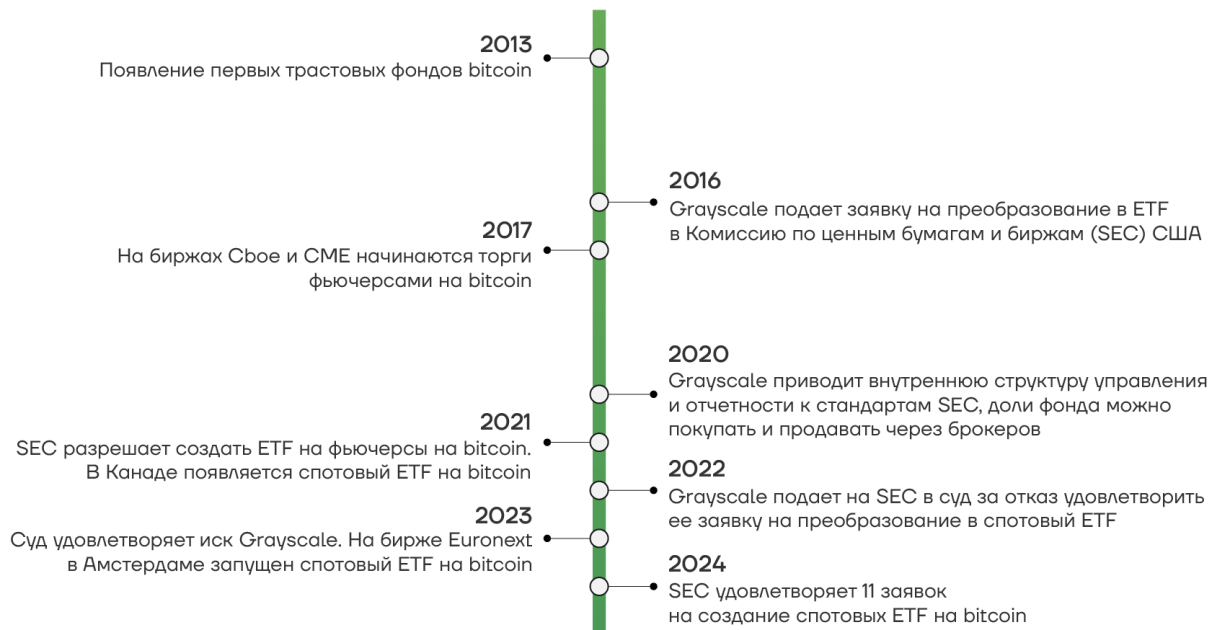 2013
Появление первых трастовых фондов bitcoin
2016
Grayscale подает заявку на преобразование в ETF
в Комиссию по ценным бумагам и биржам (SEC) США
2017
На биржах Cboe и CME начинаются торги
фьючерсами на bitcoin
2020
Grayscale приводит внутреннюю структуру управления
и отчетности к стандартам SEC, доли фонда можно
покупать и продавать через брокеров
2021
SEC разрешает создать ETF на фьючерсы на bitcoin.
В Канаде появляется спотовый ETF на bitcoin
2022
Grayscale подает на SEC в суд за отказ удовлетворить
ее заявку на преобразование в спотовый ETF
2023
Суд удовлетворяет иск Grayscale. На бирже Euronext
в Амстердаме запущен спотовый ETF на bitcoin
2024
SEC удовлетворяет 11 заявок
на создание спотовых ETF на bitcoin